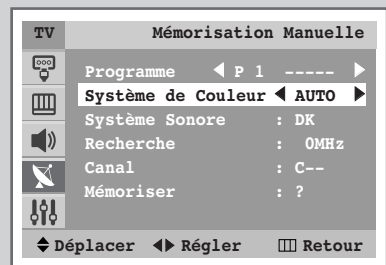 TV Mémorisation Manuelle
Programme ◀ P 1 ----- ▶
Système de Couleur ◀ AUTO ▶
Système Sonore : DK
Recherche : 0MHz
Canal : C--
Mémoriser : ?
Déplacer Régler Retour